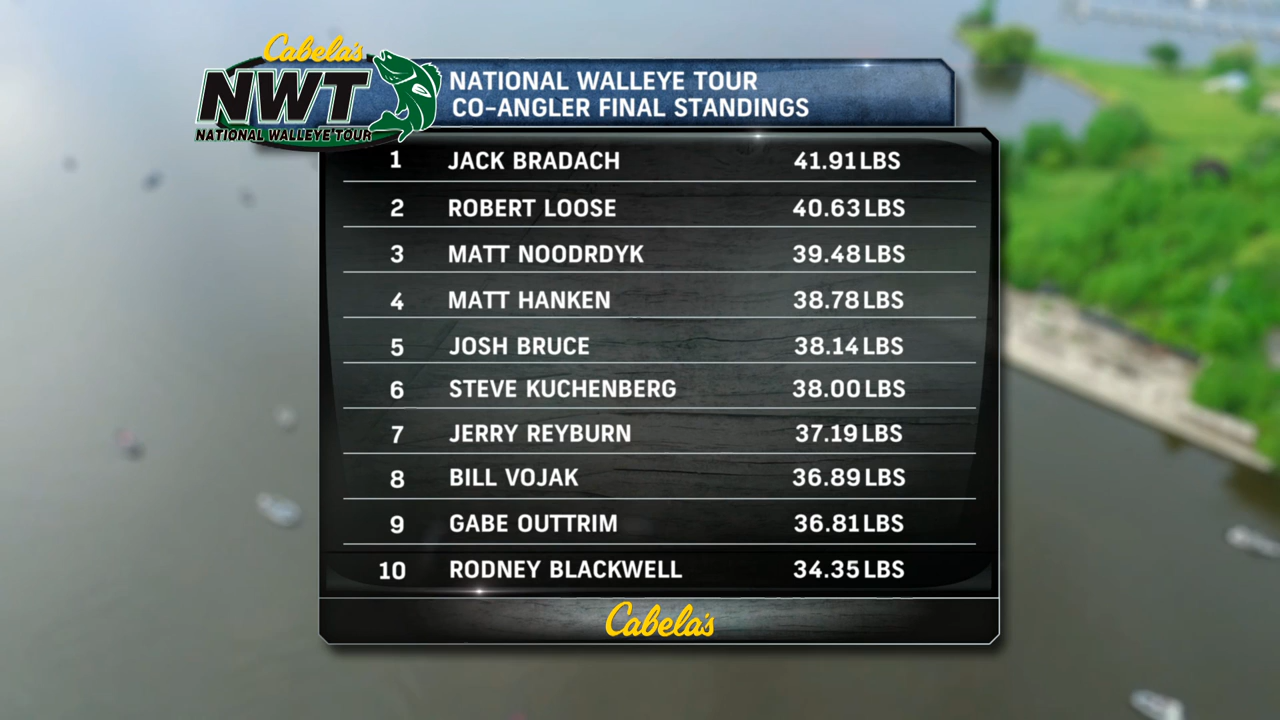 Cabela's
NWT
NATIONAL WALLEYE TOUR
NATIONAL WALLEYE TOUR
CO-ANGLER FINAL STANDINGS
1 JACK BRADACH 41.91 LBS
2 ROBERT LOOSE 40.63 LBS
3 MATT NOODRDYK 39.48 LBS
4 MATT HANKEN 38.78 LBS
5 JOSH BRUCE 38.14 LBS
6 STEVE KUCHENBERG 38.00 LBS
7 JERRY REYBURN 37.19 LBS
8 BILL VOJAK 36.89 LBS
9 GABE OUTTRIM 36.81 LBS
10 RODNEY BLACKWELL 34.35 LBS
Cabela's